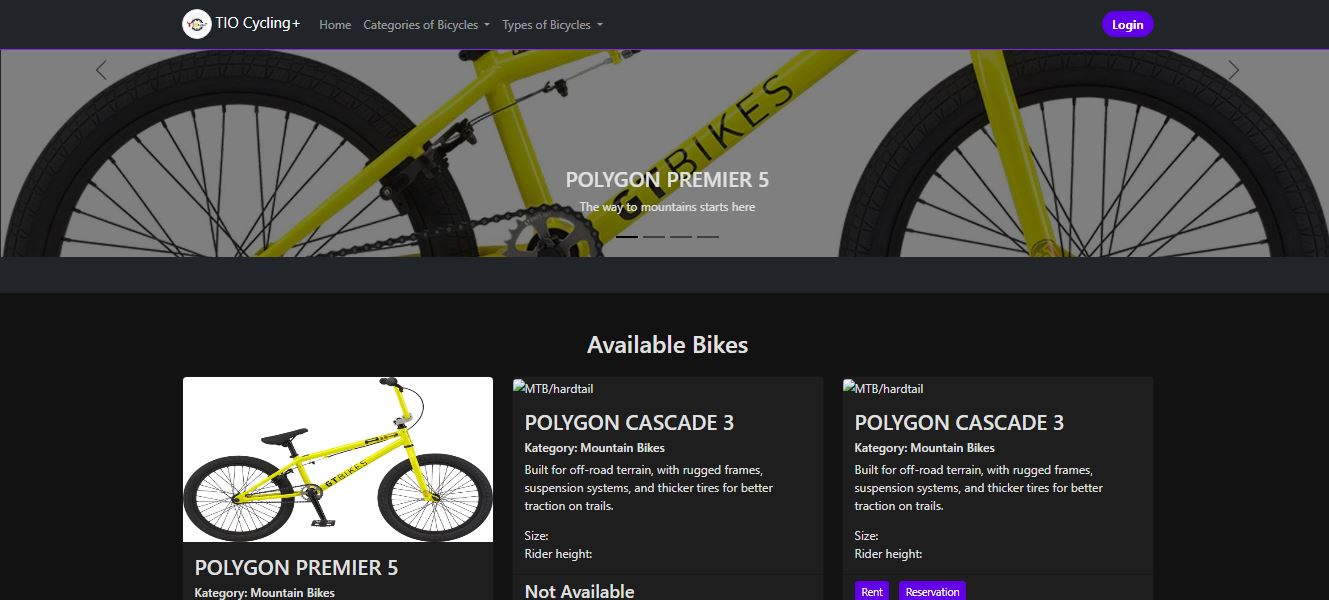 TIO Cycling+
Home
Categories of Bicycles
Types of Bicycles
Login
GTBIKES
POLYGON PREMIER 5
The way to mountains starts here
Available Bikes
GTBIKES
POLYGON PREMIER 5
Kategory: Mountain Bikes
MTB/hardtail
POLYGON CASCADE 3
Kategory: Mountain Bikes
Built for off-road terrain, with rugged frames,
suspension systems, and thicker tires for better
traction on trails.
Size:
Rider height:
Not Available
MTB/hardtail
POLYGON CASCADE 3
Kategory: Mountain Bikes
Built for off-road terrain, with rugged frames,
suspension systems, and thicker tires for better
traction on trails.
Size:
Rider height:
Rent
Reservation